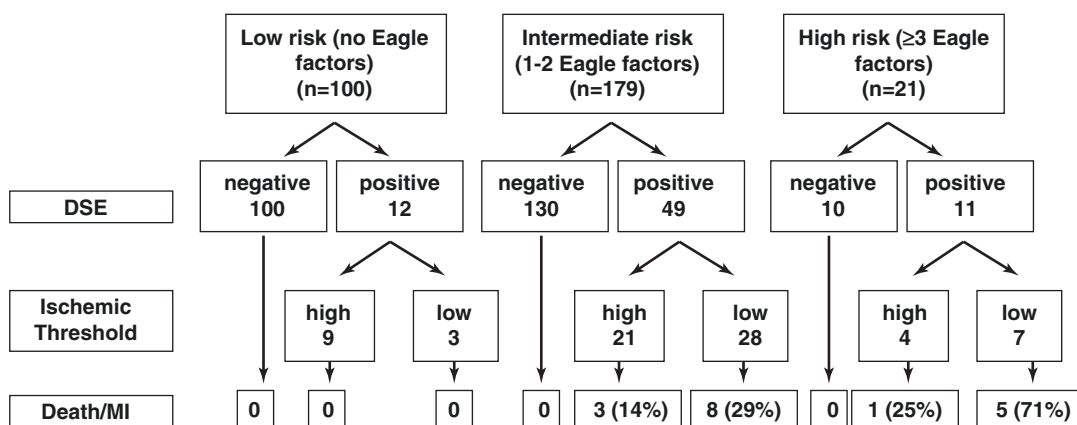 Low risk (no Eagle
factors)
(n=100)
Intermediate risk
(1-2 Eagle factors)
(n=179)
High risk (≥3 Eagle
factors)
(n=21)
DSE
negative
100
positive
12
negative
130
positive
49
negative
10
positive
11
Ischemic
Threshold
high
9
low
3
high
21
low
28
high
4
low
7
Death/MI
0
0
0
0
3 (14%)
8 (29%)
0
1 (25%)
5 (71%)